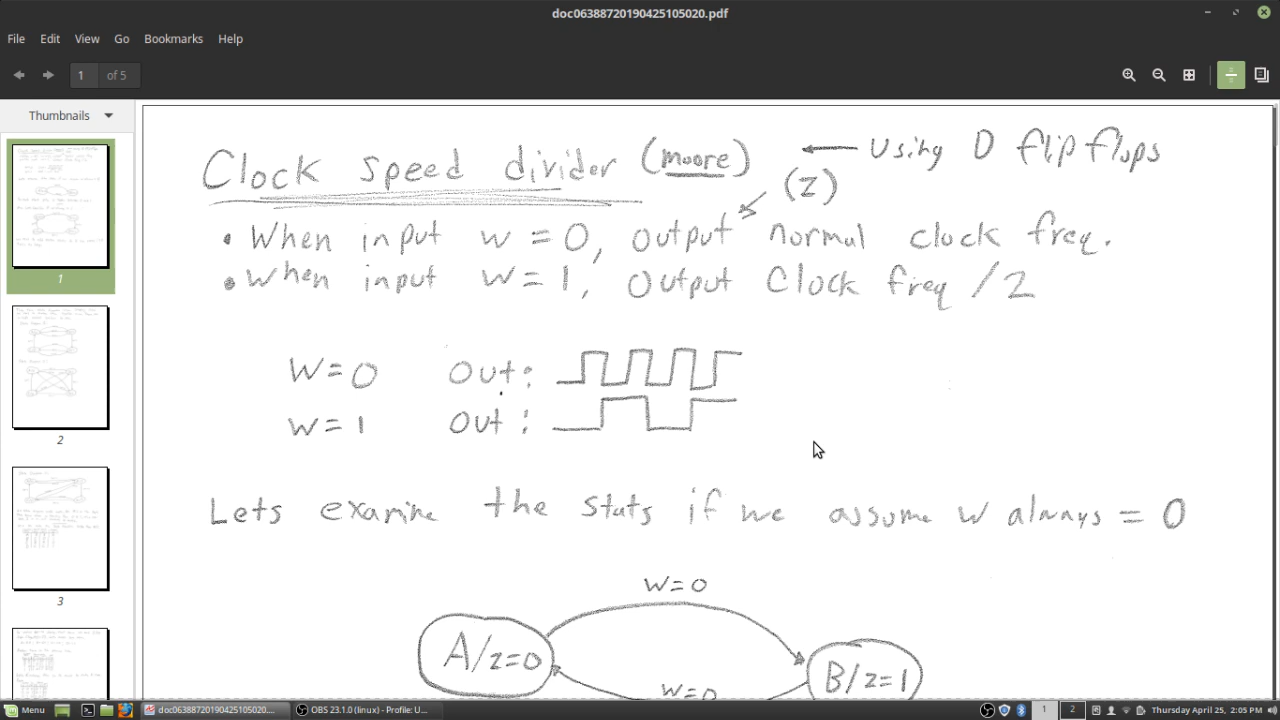 doc06388720190425105020.pdf
File Edit View Go Bookmarks Help
1 of 5
Thumbnails
1
2
3
Clock speed divider (moore) ← Using D flip flops
(z)
• When input w = 0, output normal clock freq.
• When input w = 1, Output Clock freq /2
W=0 Out:
w=1 Out:
Lets examine the stats if we assume w always = 0
W=0
A/z=0
B/z=1
w=0
Menu
doc06388720190425105020....
OBS 23.1.0 (linux) - Profile: U...
1 2
Thursday April 25, 2:05 PM